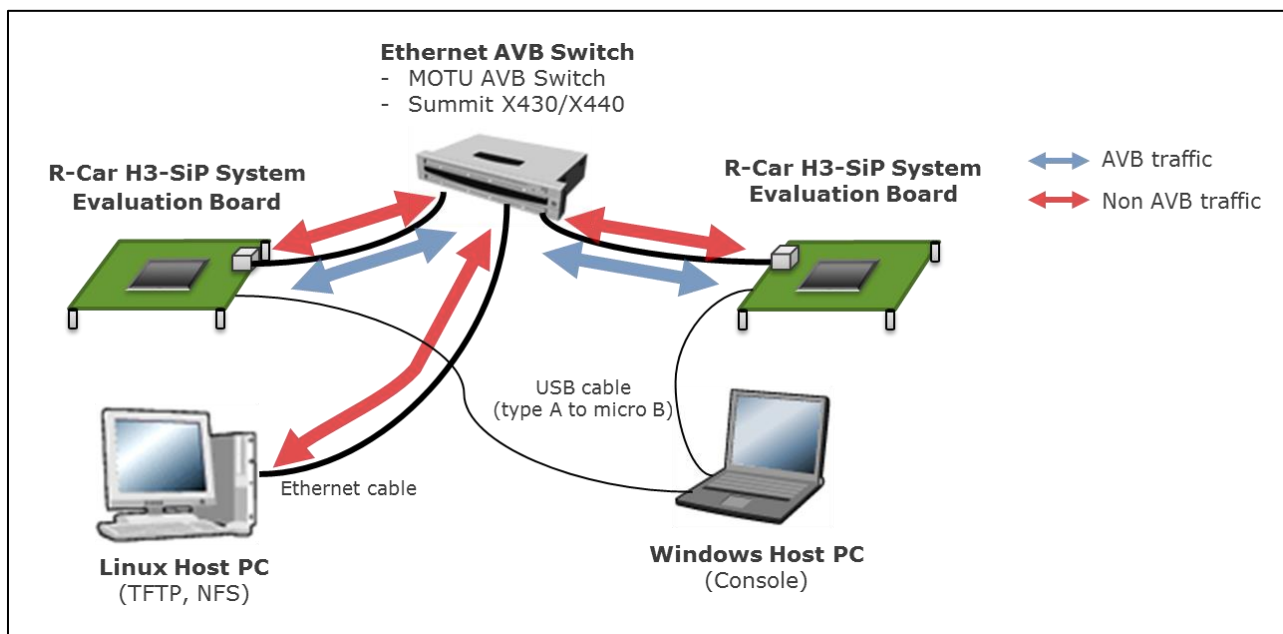 Ethernet AVB Switch
- MOTU AVB Switch
- Summit X430/X440
R-Car H3-SiP System
Evaluation Board
R-Car H3-SiP System
Evaluation Board
AVB traffic
Non AVB traffic
USB cable
(type A to micro B)
Ethernet cable
Linux Host PC
(TFTP, NFS)
Windows Host PC
(Console)